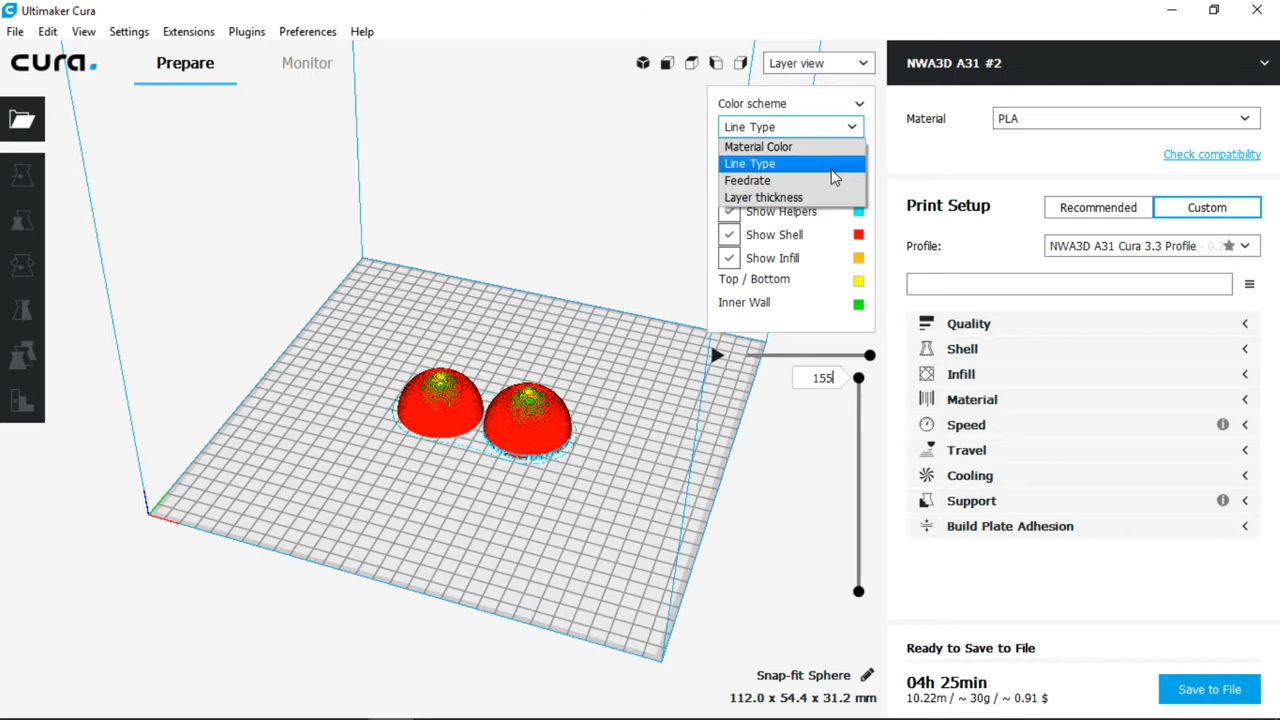 Ultimaker Cura
File Edit View Settings Extensions Plugins Preferences Help
cura.
Prepare
Monitor
Layer view
Color scheme
Line Type
Material Color
Line Type
Feedrate
Layer thickness
Show Helpers
Show Shell
Show Infill
Top / Bottom
Inner Wall
155
Snap-fit Sphere
112.0 x 54.4 x 31.2 mm
NWA3D A31 #2
Material
PLA
Check compatibility
Print Setup
Recommended
Custom
Profile:
NWA3D A31 Cura 3.3 Profile
Quality
Shell
Infill
Material
Speed
Travel
Cooling
Support
Build Plate Adhesion
Ready to Save to File
04h 25min
10.22m / ~ 30g / ~ 0.91 $
Save to File